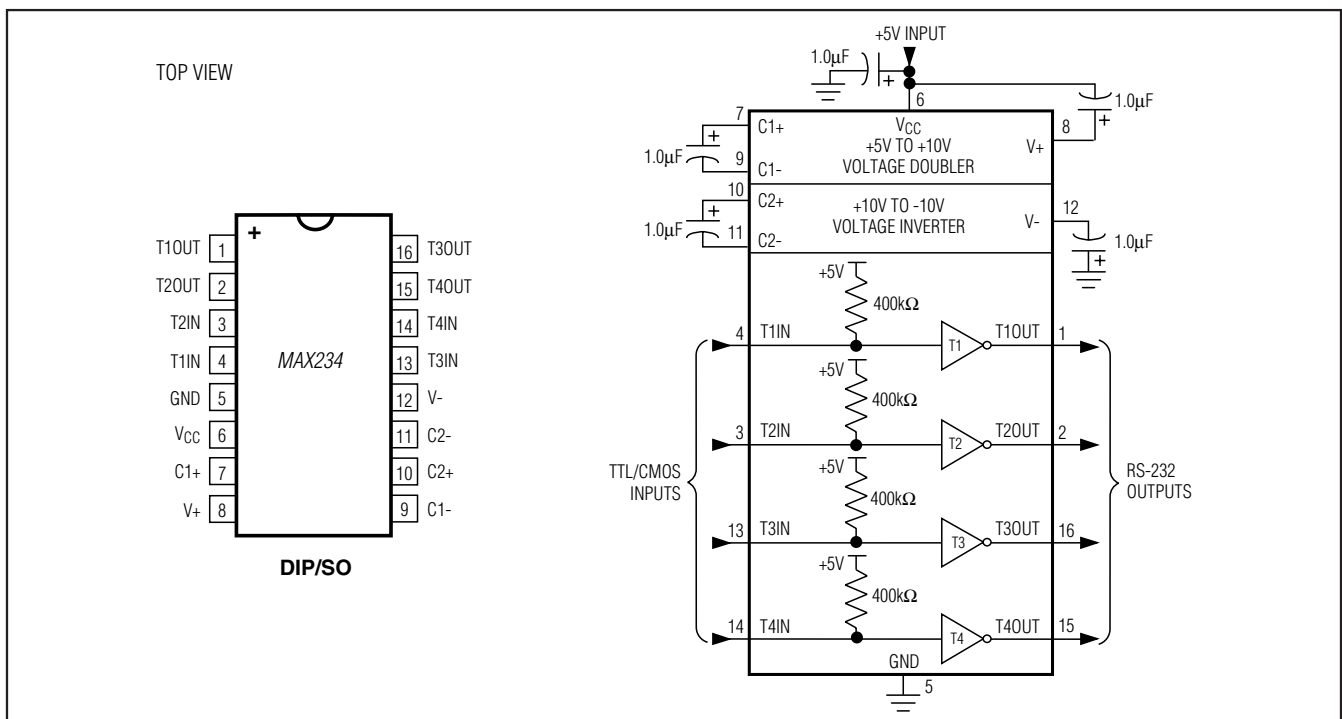 TOP VIEW
+
MAX234
T1OUT 1
T2OUT 2
T2IN 3
T1IN 4
GND 5
VCC 6
C1+ 7
V+ 8
16 T3OUT
15 T4OUT
14 T4IN
13 T3IN
12 V-
11 C2-
10 C2+
9 C1-
DIP/SO
+5V INPUT
1.0µF
+
6
1.0µF
+
7
C1+
+
1.0µF
9
C1-
VCC
+5V TO +10V
VOLTAGE DOUBLER
8
V+
10
C2+
+
1.0µF
11
C2-
+10V TO -10V
VOLTAGE INVERTER
12
V-
1.0µF
+
+5V
400kΩ
4 T1IN T1 T1OUT 1
+5V
400kΩ
3 T2IN T2 T2OUT 2
+5V
400kΩ
13 T3IN T3 T3OUT 16
+5V
400kΩ
14 T4IN T4 T4OUT 15
TTL/CMOS
INPUTS
RS-232
OUTPUTS
GND
5